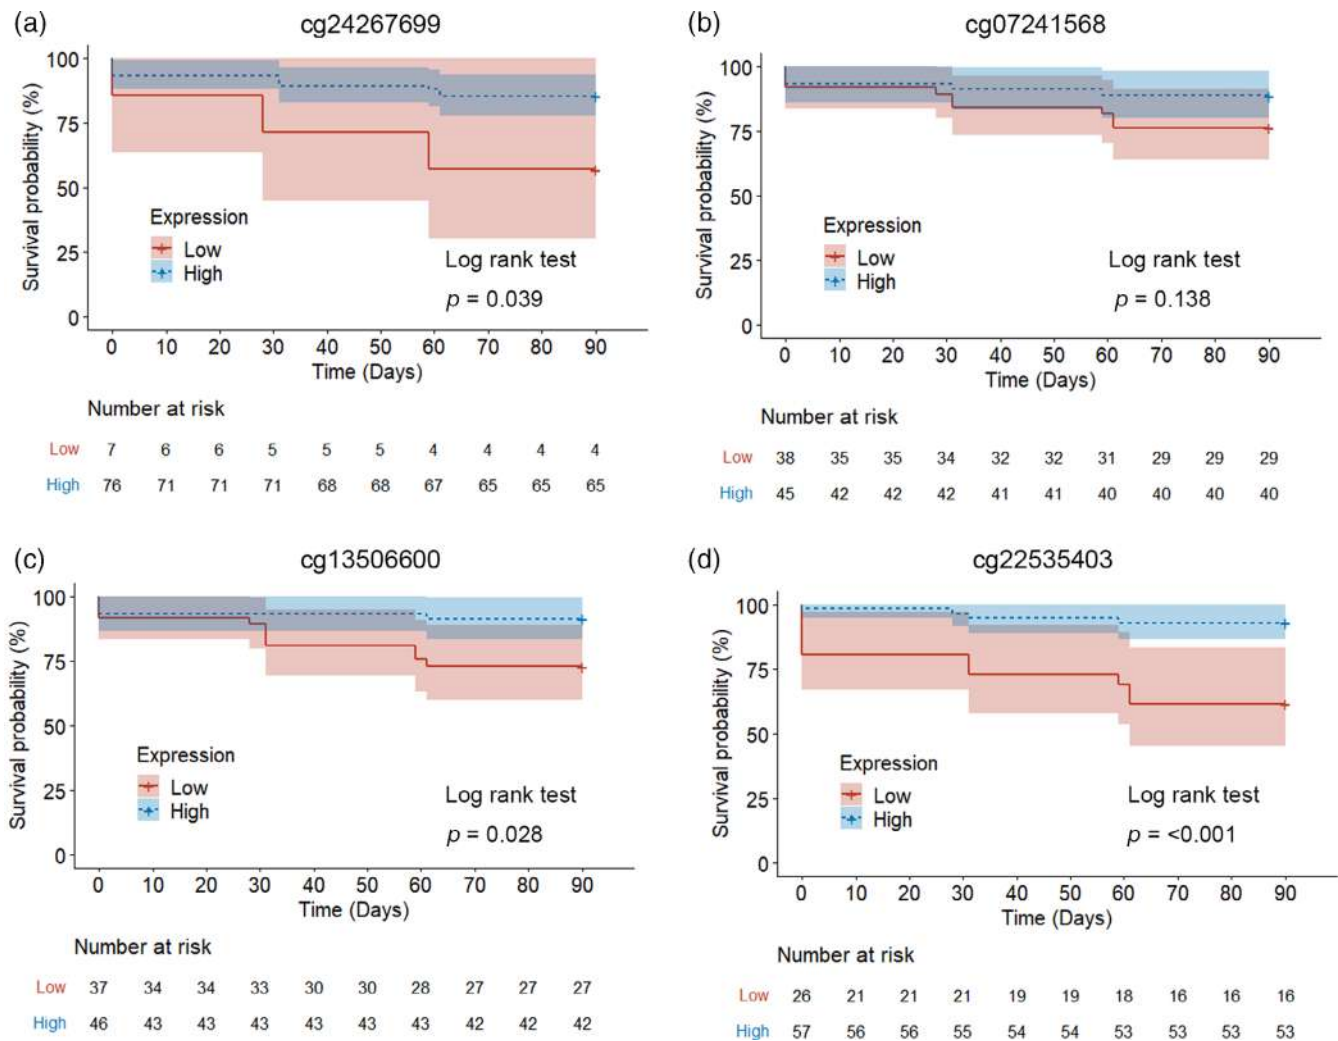 (a)
cg24267699
Survival probability (%)
100
75
50
25
0
Expression
Low
High
Log rank test
p = 0.039
0 10 20 30 40 50 60 70 80 90
Time (Days)
Number at risk
Low 7 6 6 5 5 5 4 4 4 4
High 76 71 71 71 68 68 67 65 65 65
(b)
cg07241568
Survival probability (%)
100
75
50
25
0
Expression
Low
High
Log rank test
p = 0.138
0 10 20 30 40 50 60 70 80 90
Time (Days)
Number at risk
Low 38 35 35 34 32 32 31 29 29 29
High 45 42 42 42 41 41 40 40 40 40
(c)
cg13506600
Survival probability (%)
100
75
50
25
0
Expression
Low
High
Log rank test
p = 0.028
0 10 20 30 40 50 60 70 80 90
Time (Days)
Number at risk
Low 37 34 34 33 30 30 28 27 27 27
High 46 43 43 43 43 43 43 42 42 42
(d)
cg22535403
Survival probability (%)
100
75
50
25
0
Expression
Low
High
Log rank test
p = <0.001
0 10 20 30 40 50 60 70 80 90
Time (Days)
Number at risk
Low 26 21 21 21 19 19 18 16 16 16
High 57 56 56 55 54 54 53 53 53 53